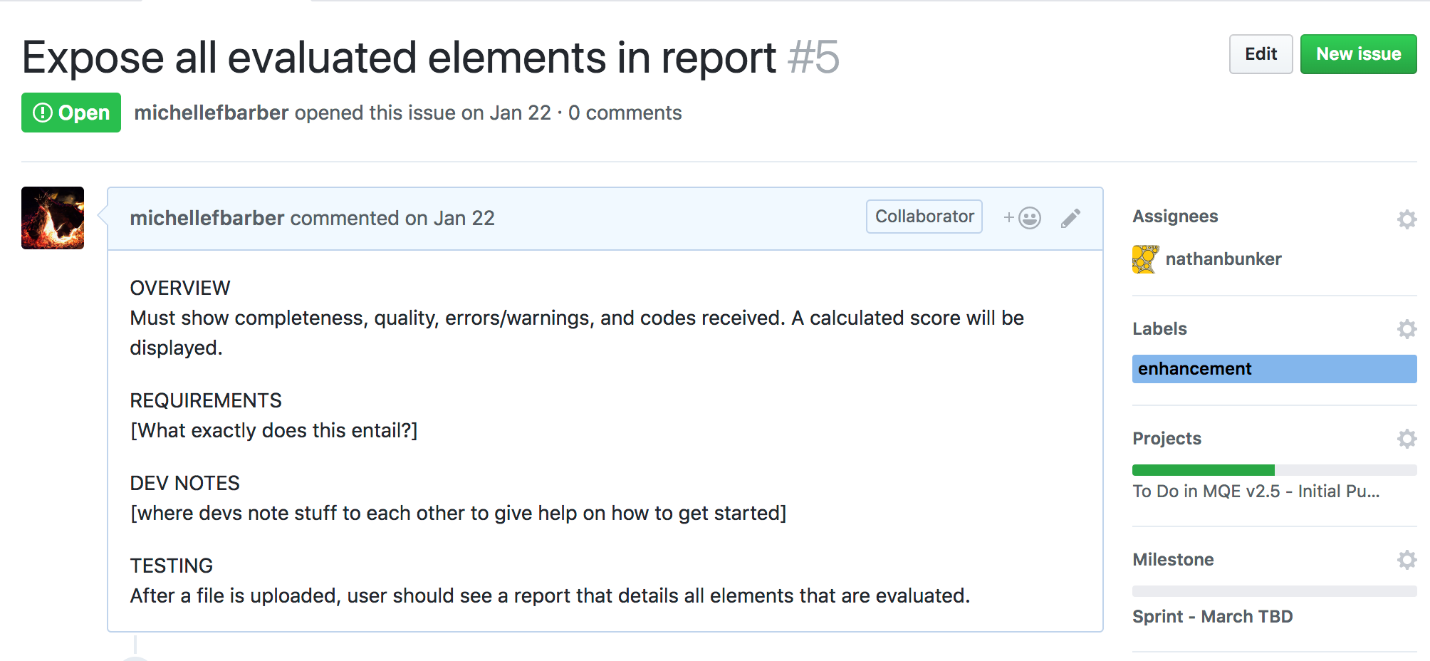 Expose all evaluated elements in report #5
Edit
New issue
Open
michellefbarber opened this issue on Jan 22 · 0 comments
michellefbarber commented on Jan 22
Collaborator
+
OVERVIEW
Must show completeness, quality, errors/warnings, and codes received. A calculated score will be
displayed.
REQUIREMENTS
[What exactly does this entail?]
DEV NOTES
[where devs note stuff to each other to give help on how to get started]
TESTING
After a file is uploaded, user should see a report that details all elements that are evaluated.
Assignees
nathanbunker
Labels
enhancement
Projects
To Do in MQE v2.5 - Initial Pu...
Milestone
Sprint - March TBD